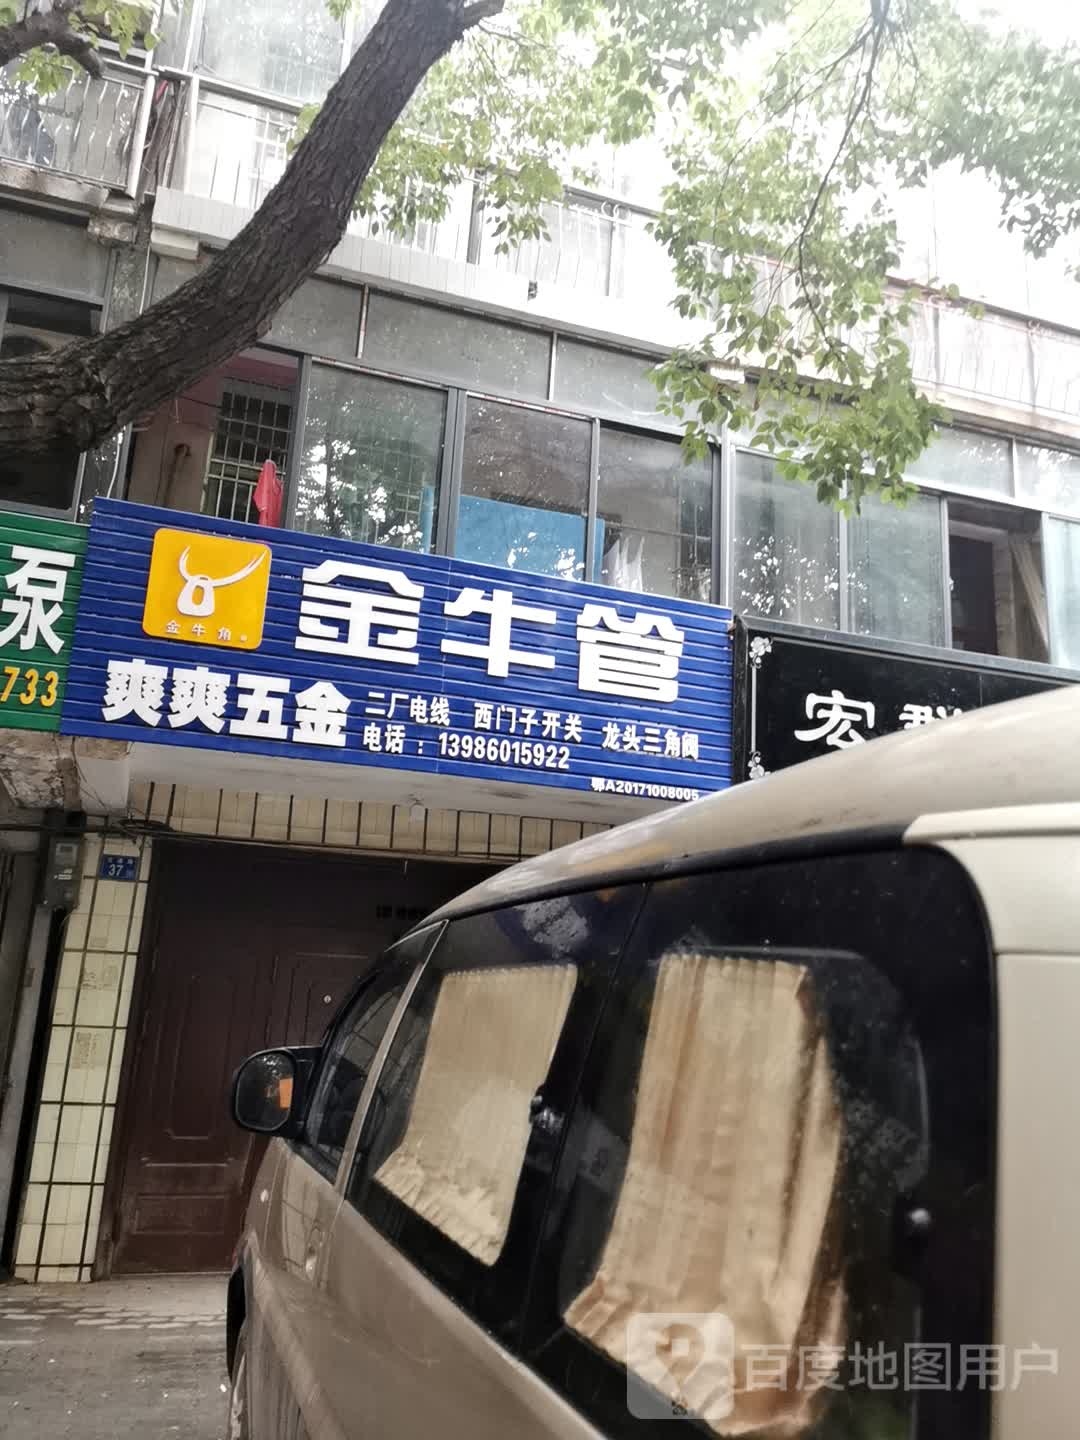 泵
733
金牛角
金牛管
爽爽五金
二厂电线 西门子开关 龙头三角阀
电话：13986015922
鄂A20171008005
宏群
37
百度地图用户